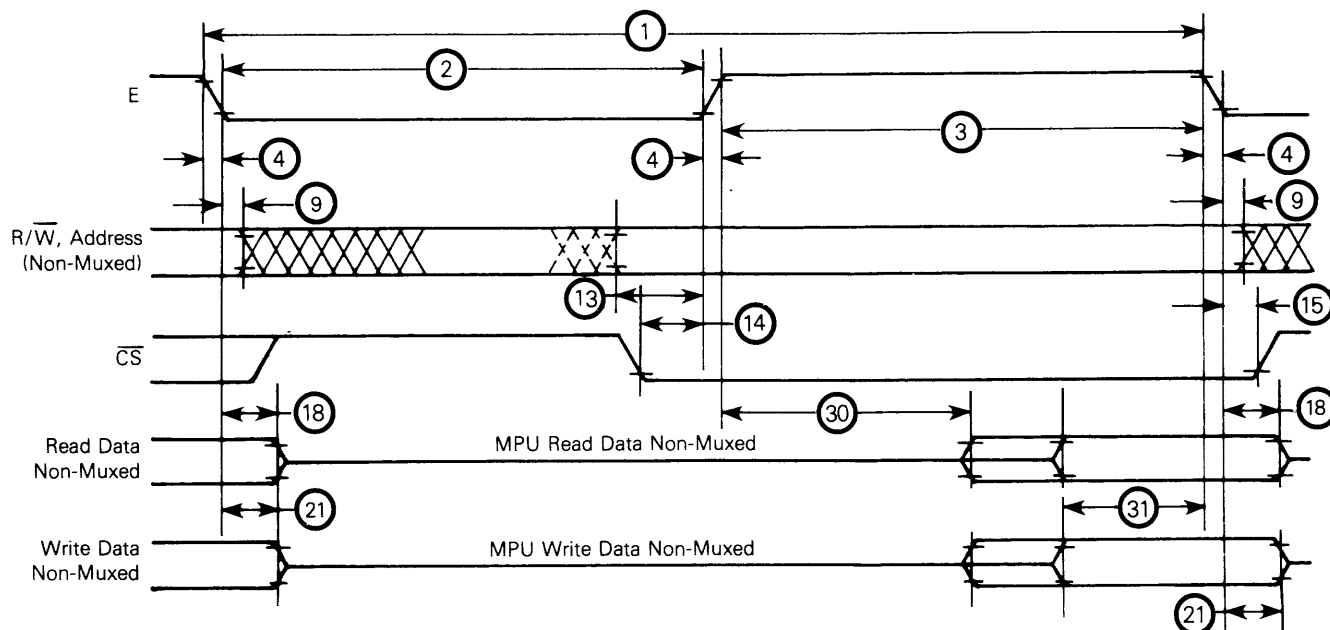 1
2
E
3
4
4
4
9
9
R/W̅, Address
(Non-Muxed)
13
14
15
C̅S̅
18
30
18
Read Data
Non-Muxed
MPU Read Data Non-Muxed
21
31
Write Data
Non-Muxed
MPU Write Data Non-Muxed
21